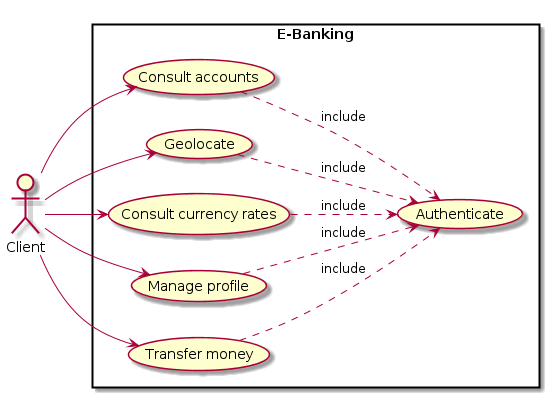 E-Banking
Consult accounts
include
Geolocate
include
Consult currency rates
include
Authenticate
include
Client
Manage profile
include
Transfer money